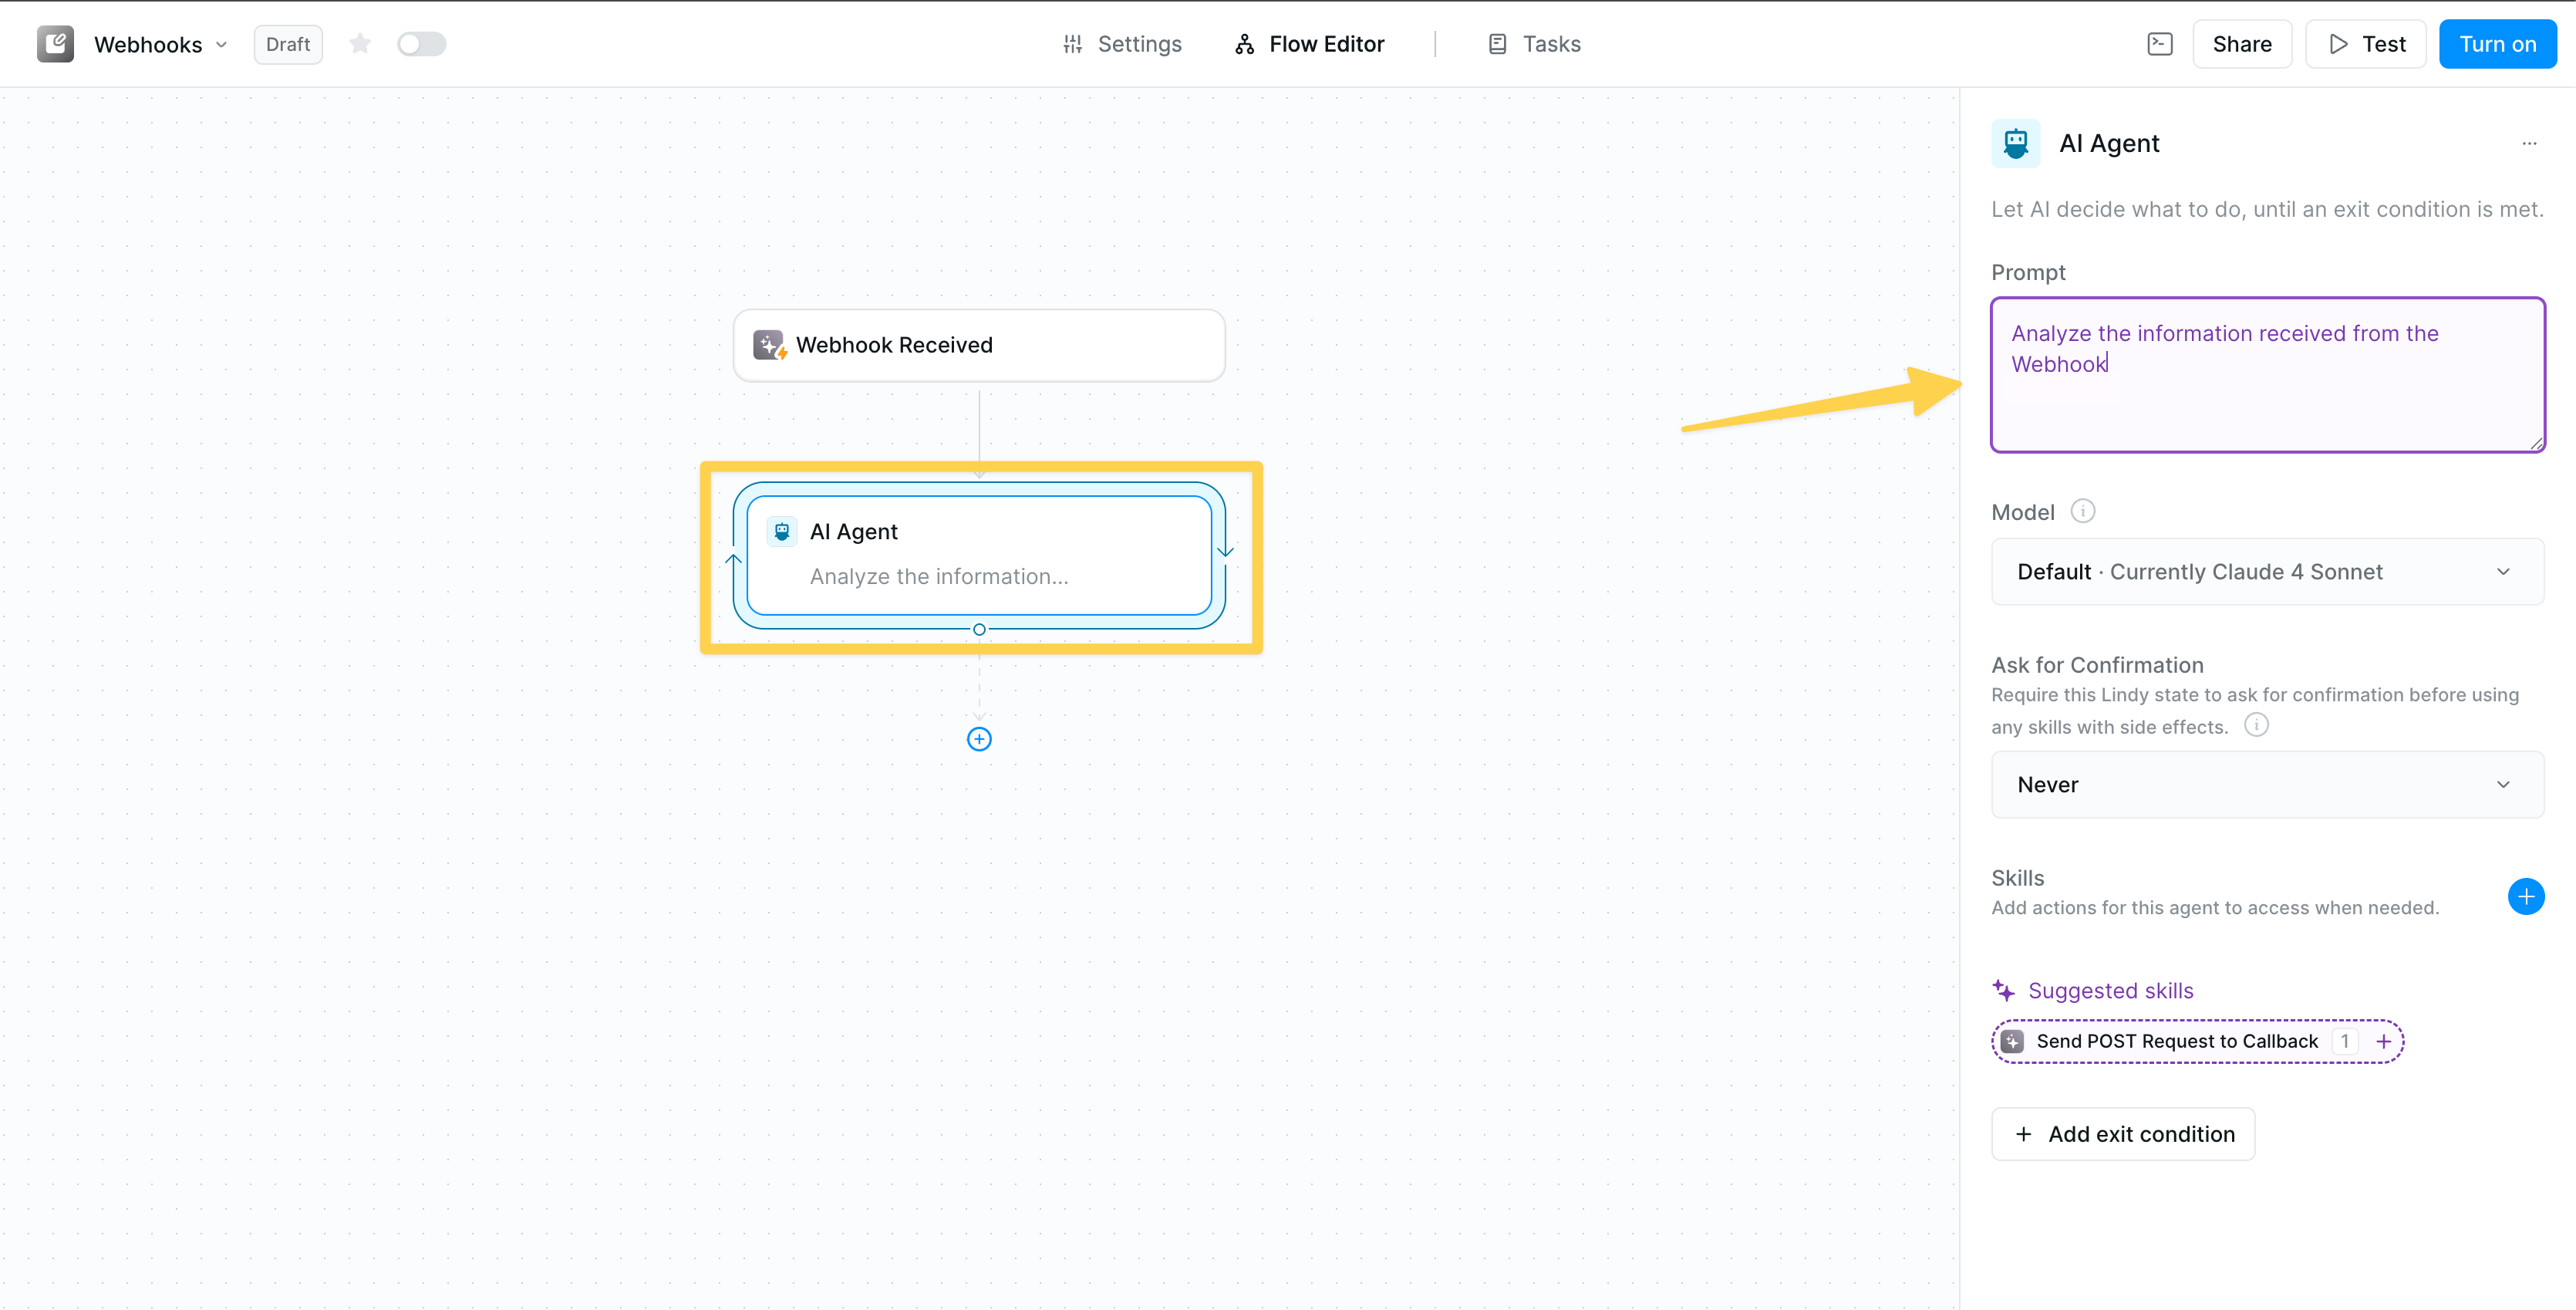 Webhooks
Draft
Settings
Flow Editor
Tasks
Share
Test
Turn on
Webhook Received
AI Agent
Analyze the information...
AI Agent
Let AI decide what to do, until an exit condition is met.
Prompt
Analyze the information received from the
Webhook
Model
Default · Currently Claude 4 Sonnet
Ask for Confirmation
Require this Lindy state to ask for confirmation before using
any skills with side effects.
Never
Skills
Add actions for this agent to access when needed.
Suggested skills
Send POST Request to Callback 1
Add exit condition